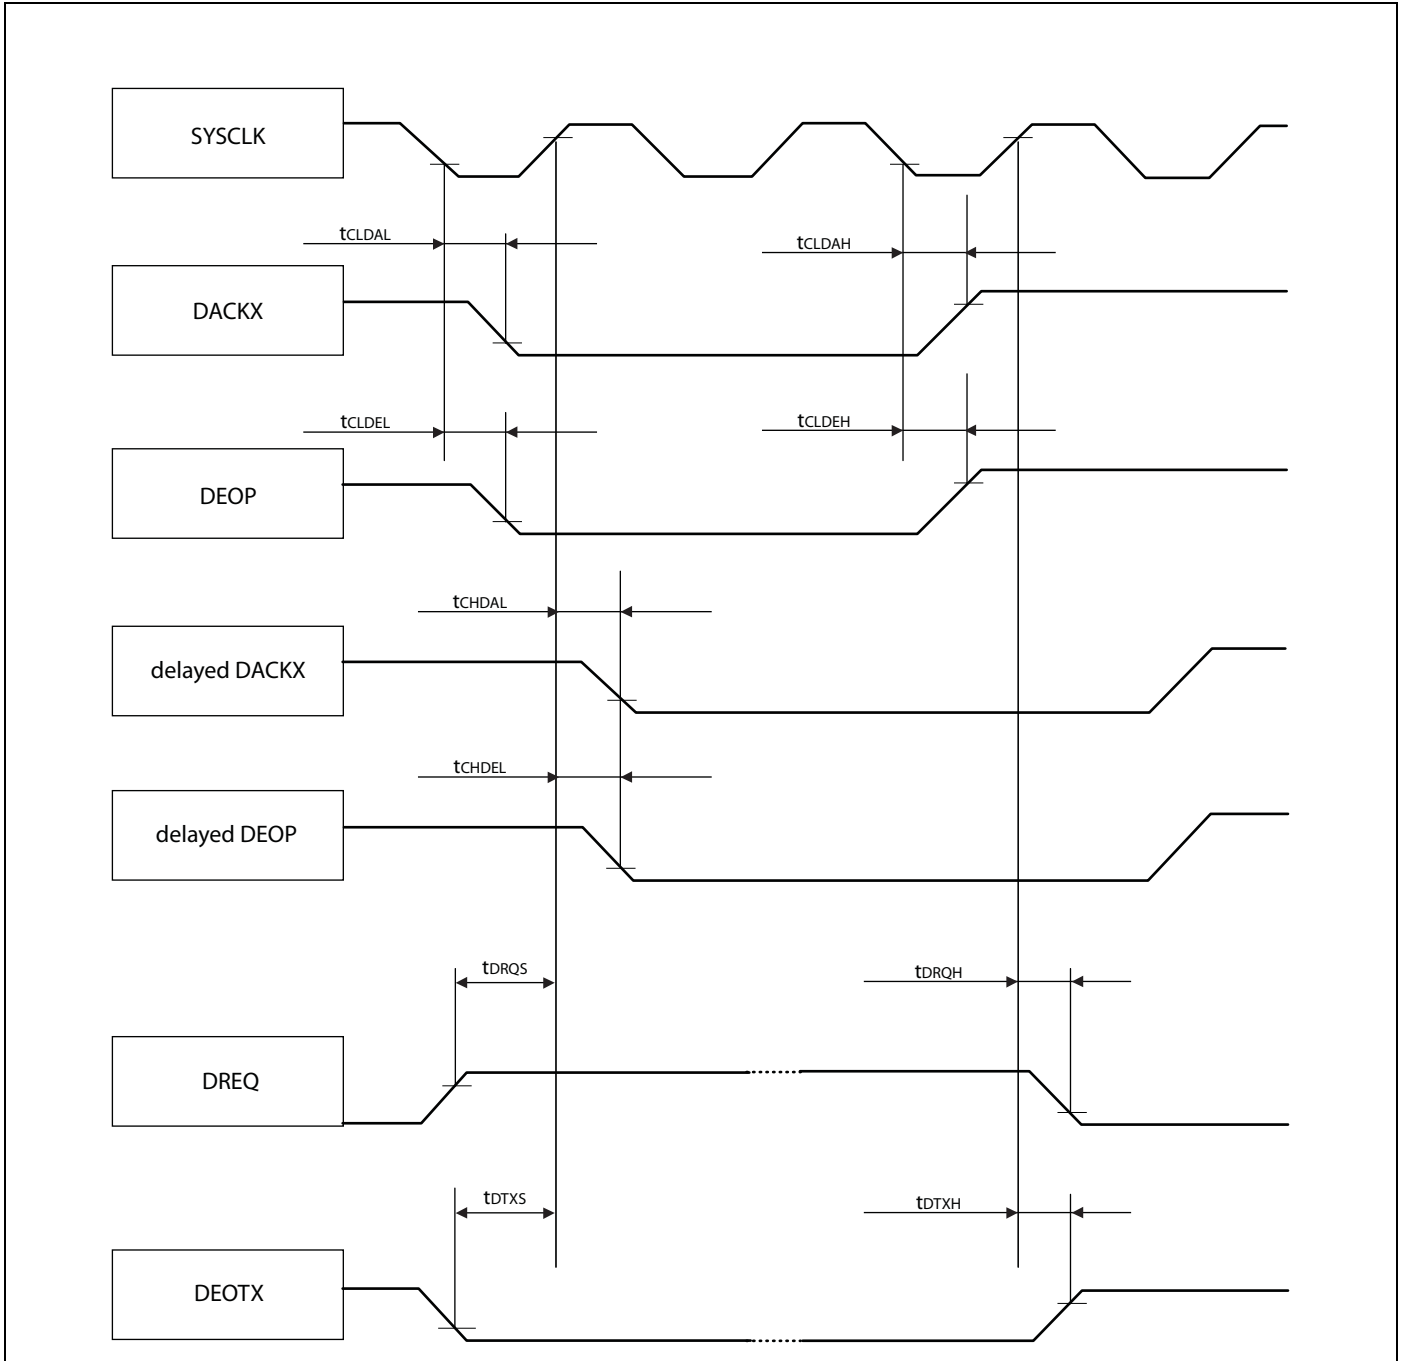 SYSCLK
tCLDAL
tCLDAH
DACKX
tCLDEL
tCLDEH
DEOP
tCHDAL
delayed DACKX
tCHDEL
delayed DEOP
tDRQS
tDRQH
DREQ
tDTXS
tDTXH
DEOTX